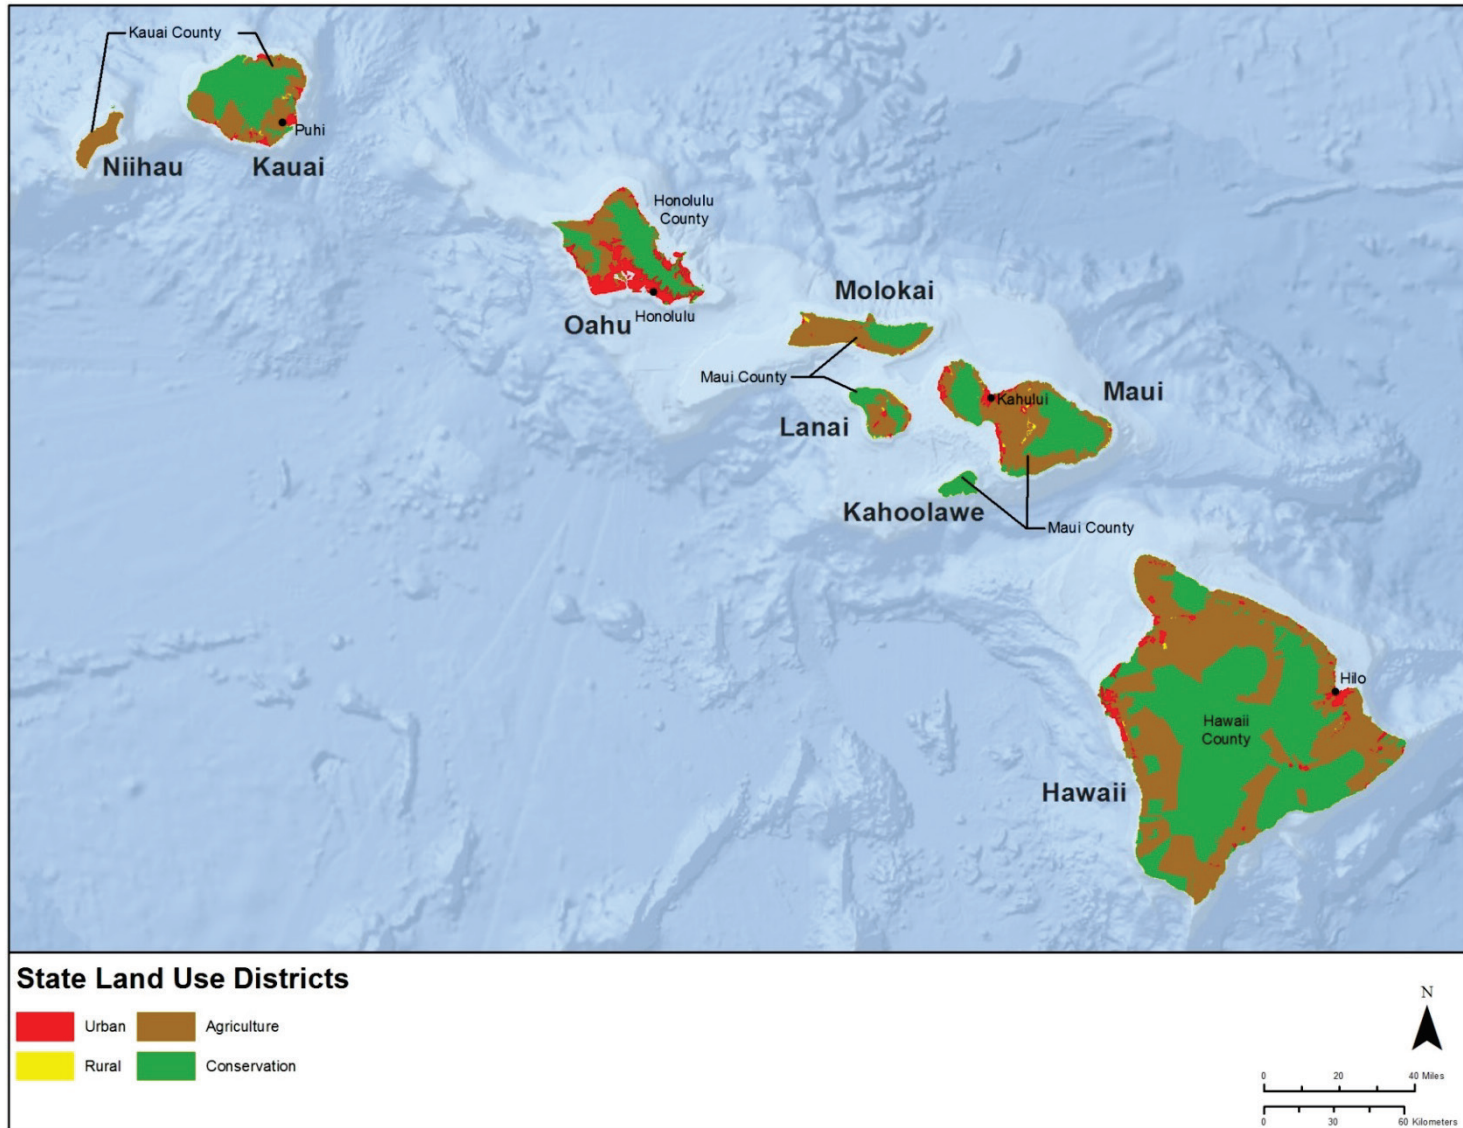 Kauai County
Puhi
Niihau
Kauai
Honolulu
County
Oahu
Honolulu
Molokai
Maui County
Lanai
Kahului
Maui
Kahoolawe
Maui County
Hilo
Hawaii
County
Hawaii
State Land Use Districts
Urban
Agriculture
Rural
Conservation
N
0 20 40 Miles
0 30 60 Kilometers